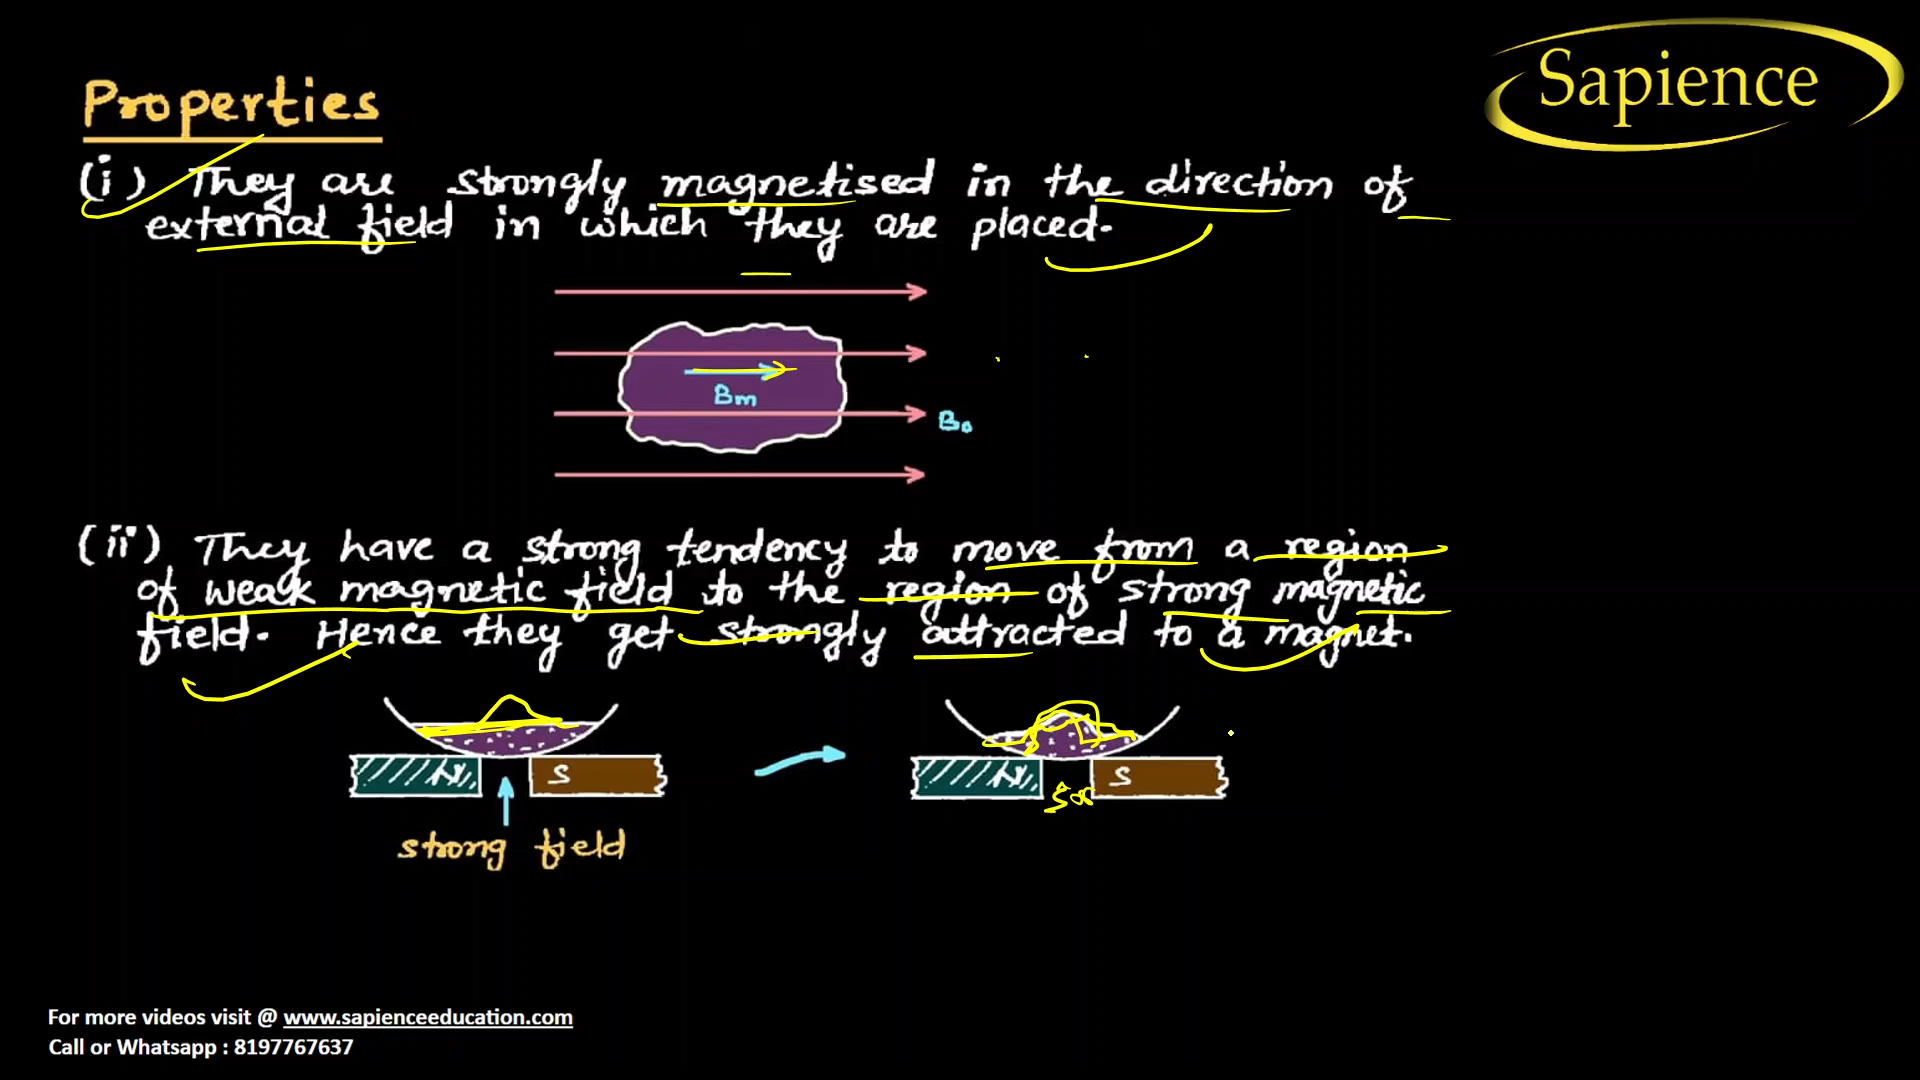 Sapience
Properties
(i) They are strongly magnetised in the direction of
external field in which they are placed.
Bm
B₀
(ii) They have a strong tendency to move from a region
of weak magnetic field to the region of strong magnetic
field. Hence they get strongly attracted to a magnet.
N S
N S
strong field
For more videos visit @ www.sapienceeducation.com
Call or Whatsapp : 8197767637